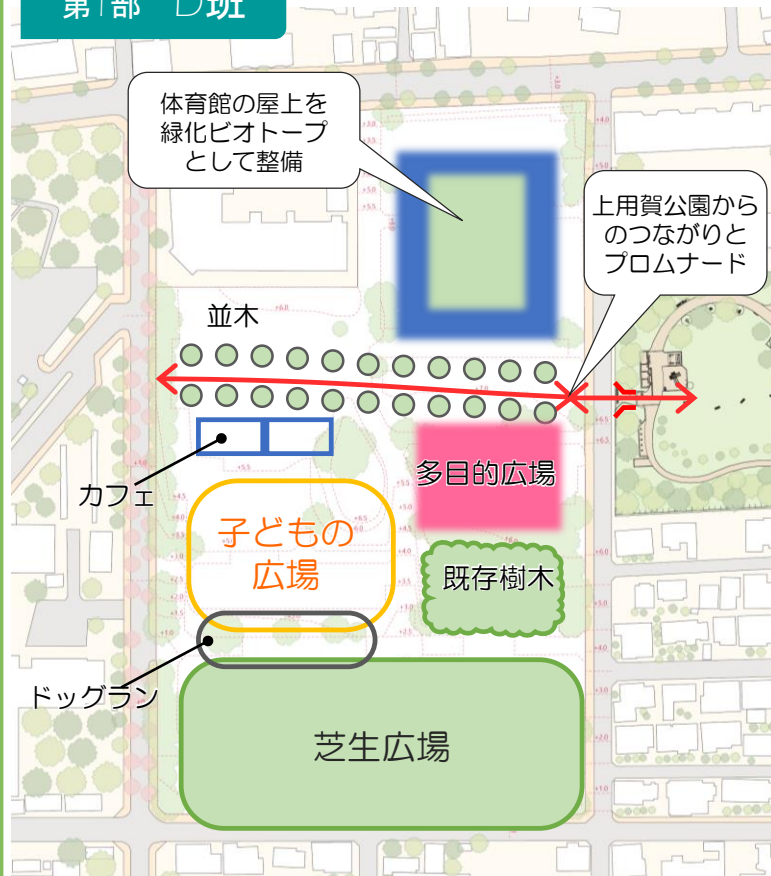 第1部 D班
体育館の屋上を
緑化ビオトープ
として整備
上用賀公園から
のつながりと
プロムナード
並木
カフェ
多目的広場
子どもの
広場
既存樹木
ドッグラン
芝生広場